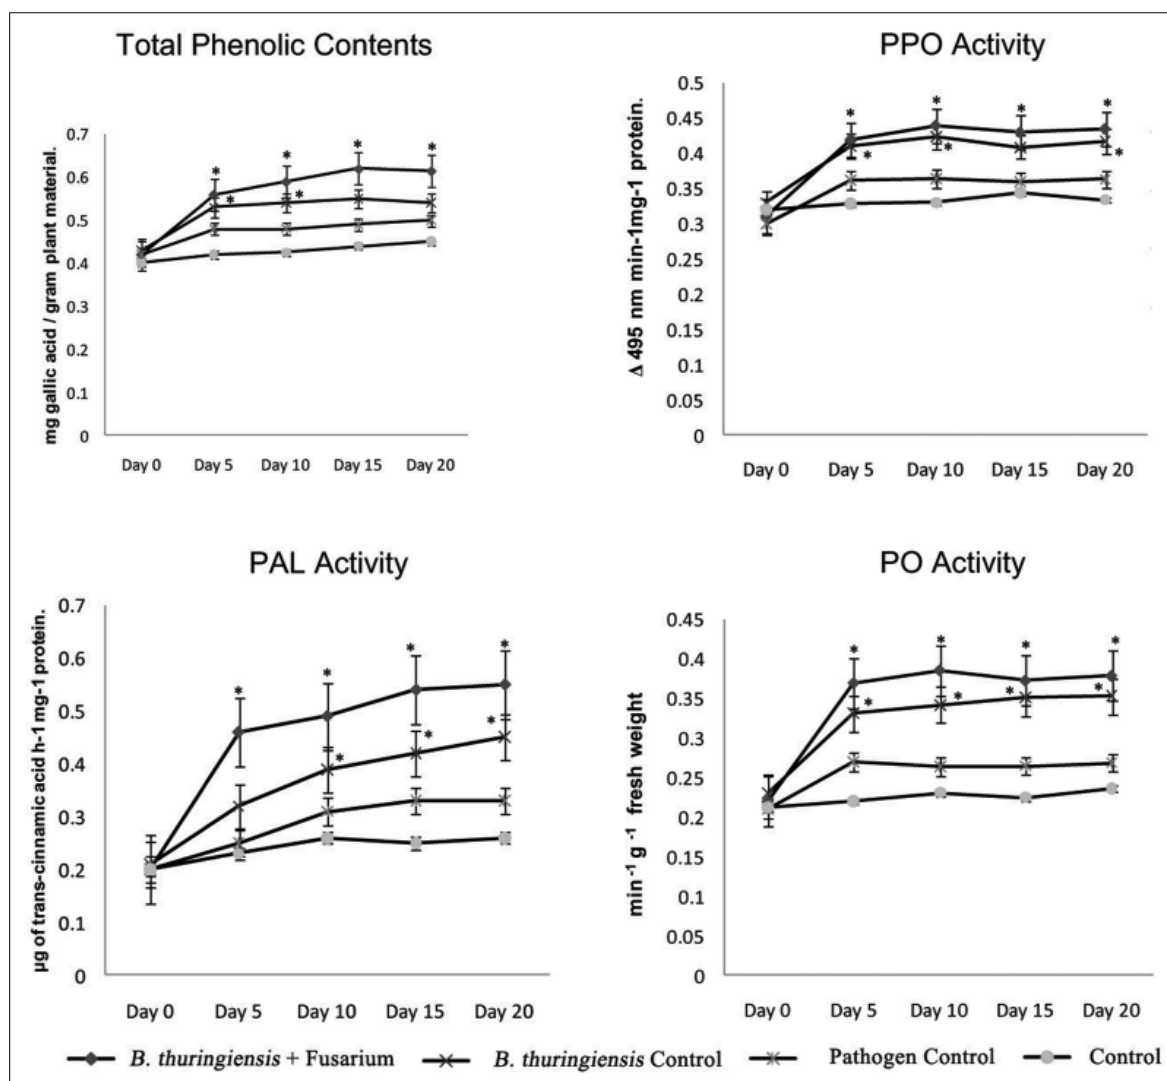 Total Phenolic Contents
mg gallic acid / gram plant material.
0.7
0.6
0.5
0.4
0.3
0.2
0.1
0
* * * * *
* *
Day 0 Day 5 Day 10 Day 15 Day 20
PPO Activity
Δ 495 nm min-1mg-1 protein.
0.5
0.45
0.4
0.35
0.3
0.25
0.2
0.15
0.1
0.05
0
* * * *
* * *
Day 0 Day 5 Day 10 Day 15 Day 20
PAL Activity
µg of trans-cinnamic acid h-1 mg-1 protein.
0.7
0.6
0.5
0.4
0.3
0.2
0.1
0
* * * *
* * *
Day 0 Day 5 Day 10 Day 15 Day 20
PO Activity
min⁻¹ g ⁻¹ fresh weight
0.45
0.4
0.35
0.3
0.25
0.2
0.15
0.1
0.05
0
* * * *
* * * *
Day 0 Day 5 Day 10 Day 15 Day 20
B. thuringiensis + Fusarium B. thuringiensis Control Pathogen Control Control